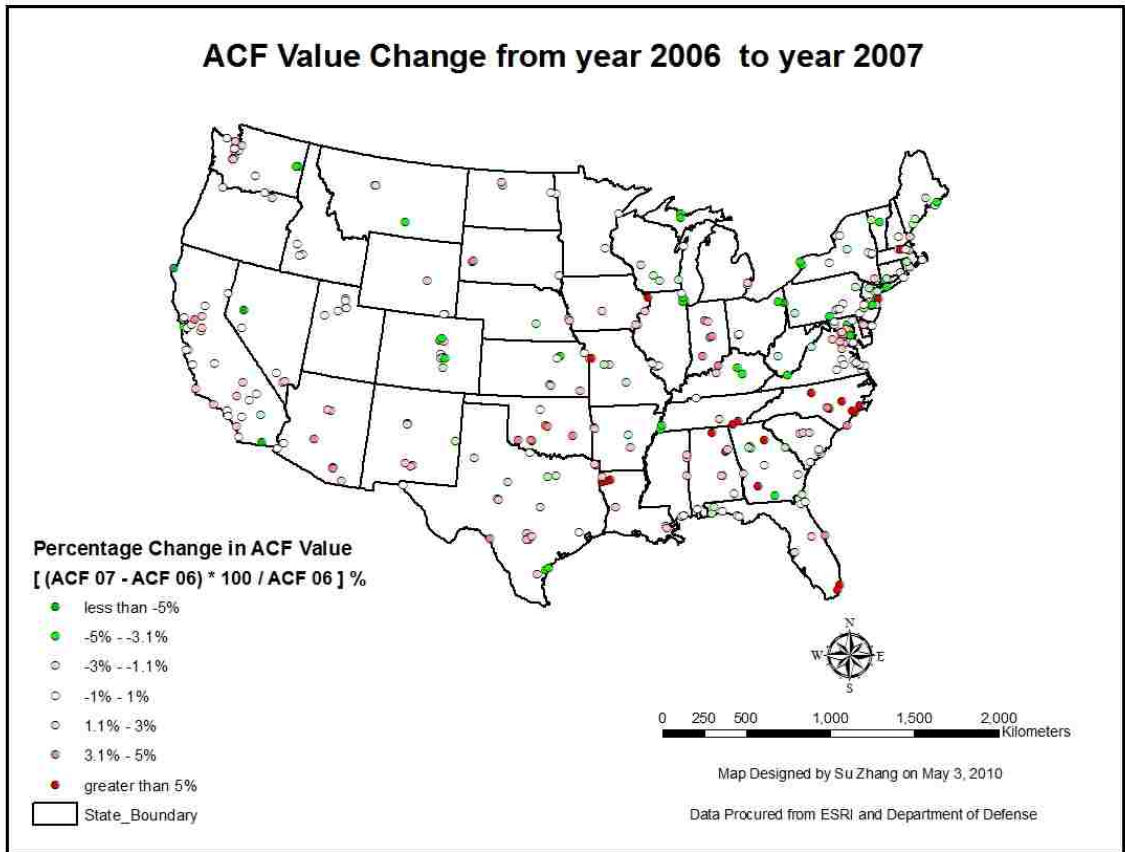 ACF Value Change from year 2006 to year 2007
Percentage Change in ACF Value
[ (ACF 07 - ACF 06) * 100 / ACF 06 ] %
less than -5%
-5% - -3.1%
-3% - -1.1%
-1% - 1%
1.1% - 3%
3.1% - 5%
greater than 5%
State_Boundary
N
W E
S
0 250 500 1,000 1,500 2,000
Kilometers
Map Designed by Su Zhang on May 3, 2010
Data Procured from ESRI and Department of Defense